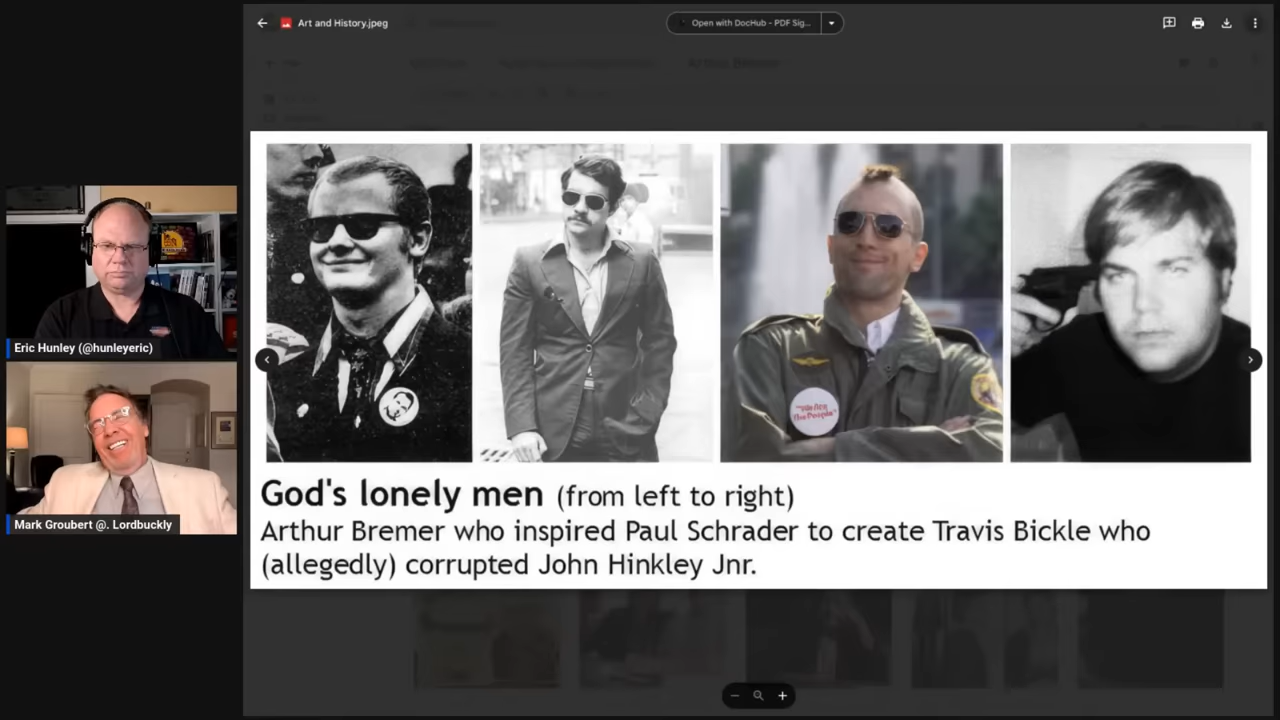 Art and History.jpeg
Open with DocHub - PDF Sig...
"We Are
The People"
Eric Hunley (@hunleyeric)
Mark Groubert @. Lordbuckly
God's lonely men (from left to right)
Arthur Bremer who inspired Paul Schrader to create Travis Bickle who
(allegedly) corrupted John Hinkley Jnr.